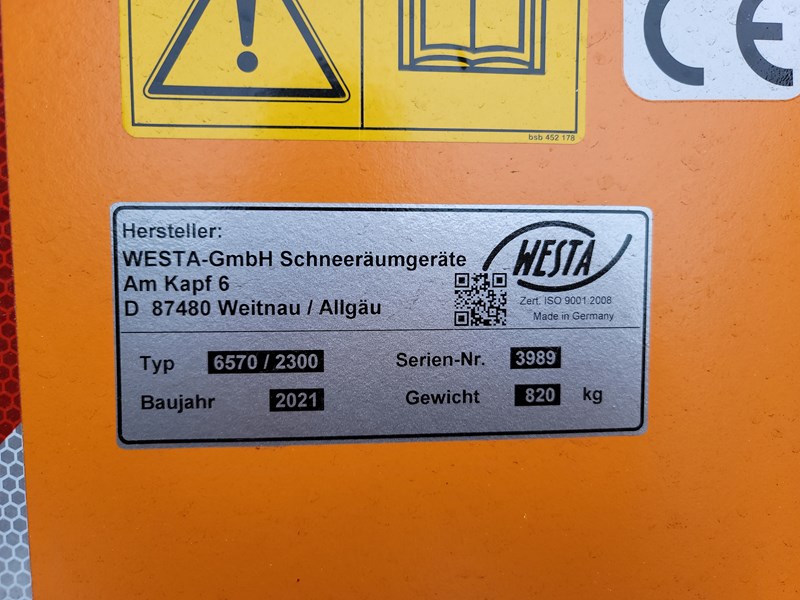 bsb 452 178
CE
Hersteller:
WESTA-GmbH Schneeräumgeräte
Am Kapf 6
D 87480 Weitnau / Allgäu
WESTA
Zert. ISO 9001:2008
Made in Germany
Typ 6570 / 2300 Serien-Nr. 3989
Baujahr 2021 Gewicht 820 kg